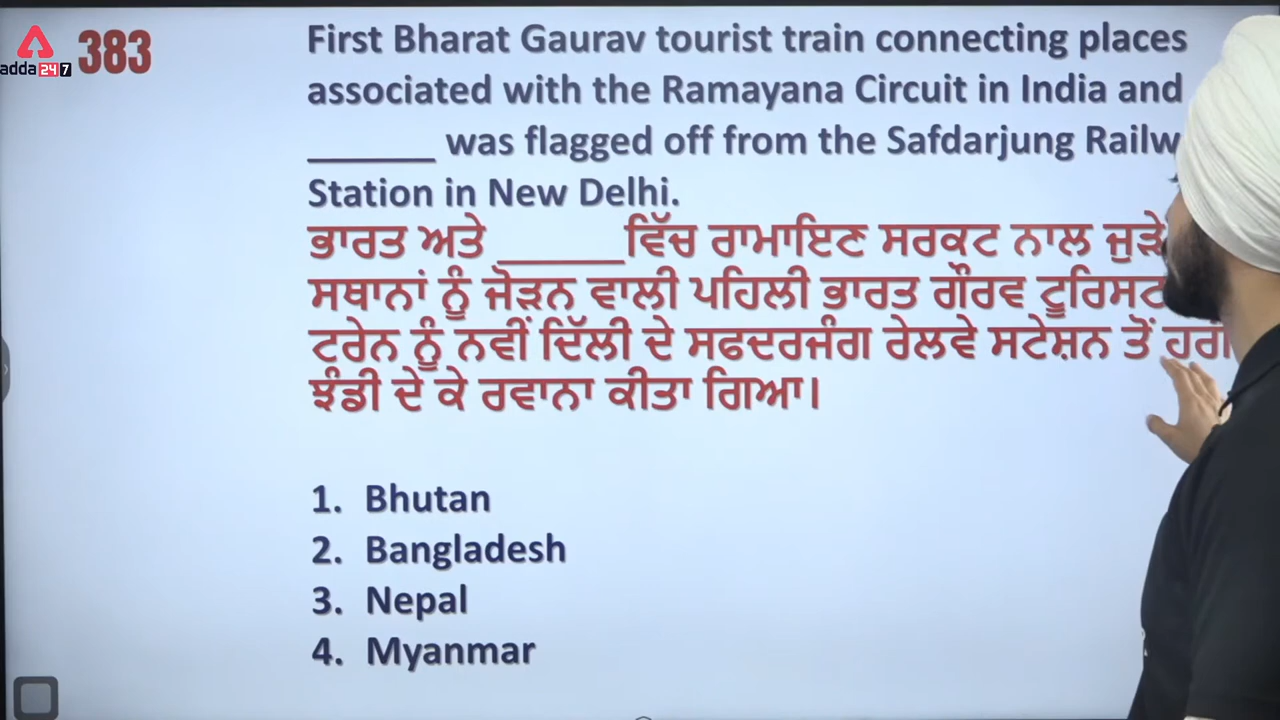 adda247
383
First Bharat Gaurav tourist train connecting places
associated with the Ramayana Circuit in India and
______ was flagged off from the Safdarjung
Station in New Delhi.
ਭਾਰਤ ਅਤੇ ______ਵਿੱਚ ਰਾਮਾਇਣ ਸਰਕਟ ਨਾਲ ਜੁੜੇ
ਸਥਾਨਾਂ ਨੂੰ ਜੋੜਨ ਵਾਲੀ ਪਹਿਲੀ ਭਾਰਤ ਗੌਰਵ ਟੂਰਿਸਟ
ਟਰੇਨ ਨੂੰ ਨਵੀਂ ਦਿੱਲੀ ਦੇ ਸਫਦਰਜੰਗ ਰੇਲਵੇ ਸਟੇਸ਼ਨ ਤੋਂ
ਝੰਡੀ ਦੇ ਕੇ ਰਵਾਨਾ ਕੀਤਾ ਗਿਆ।
1. Bhutan
2. Bangladesh
3. Nepal
4. Myanmar